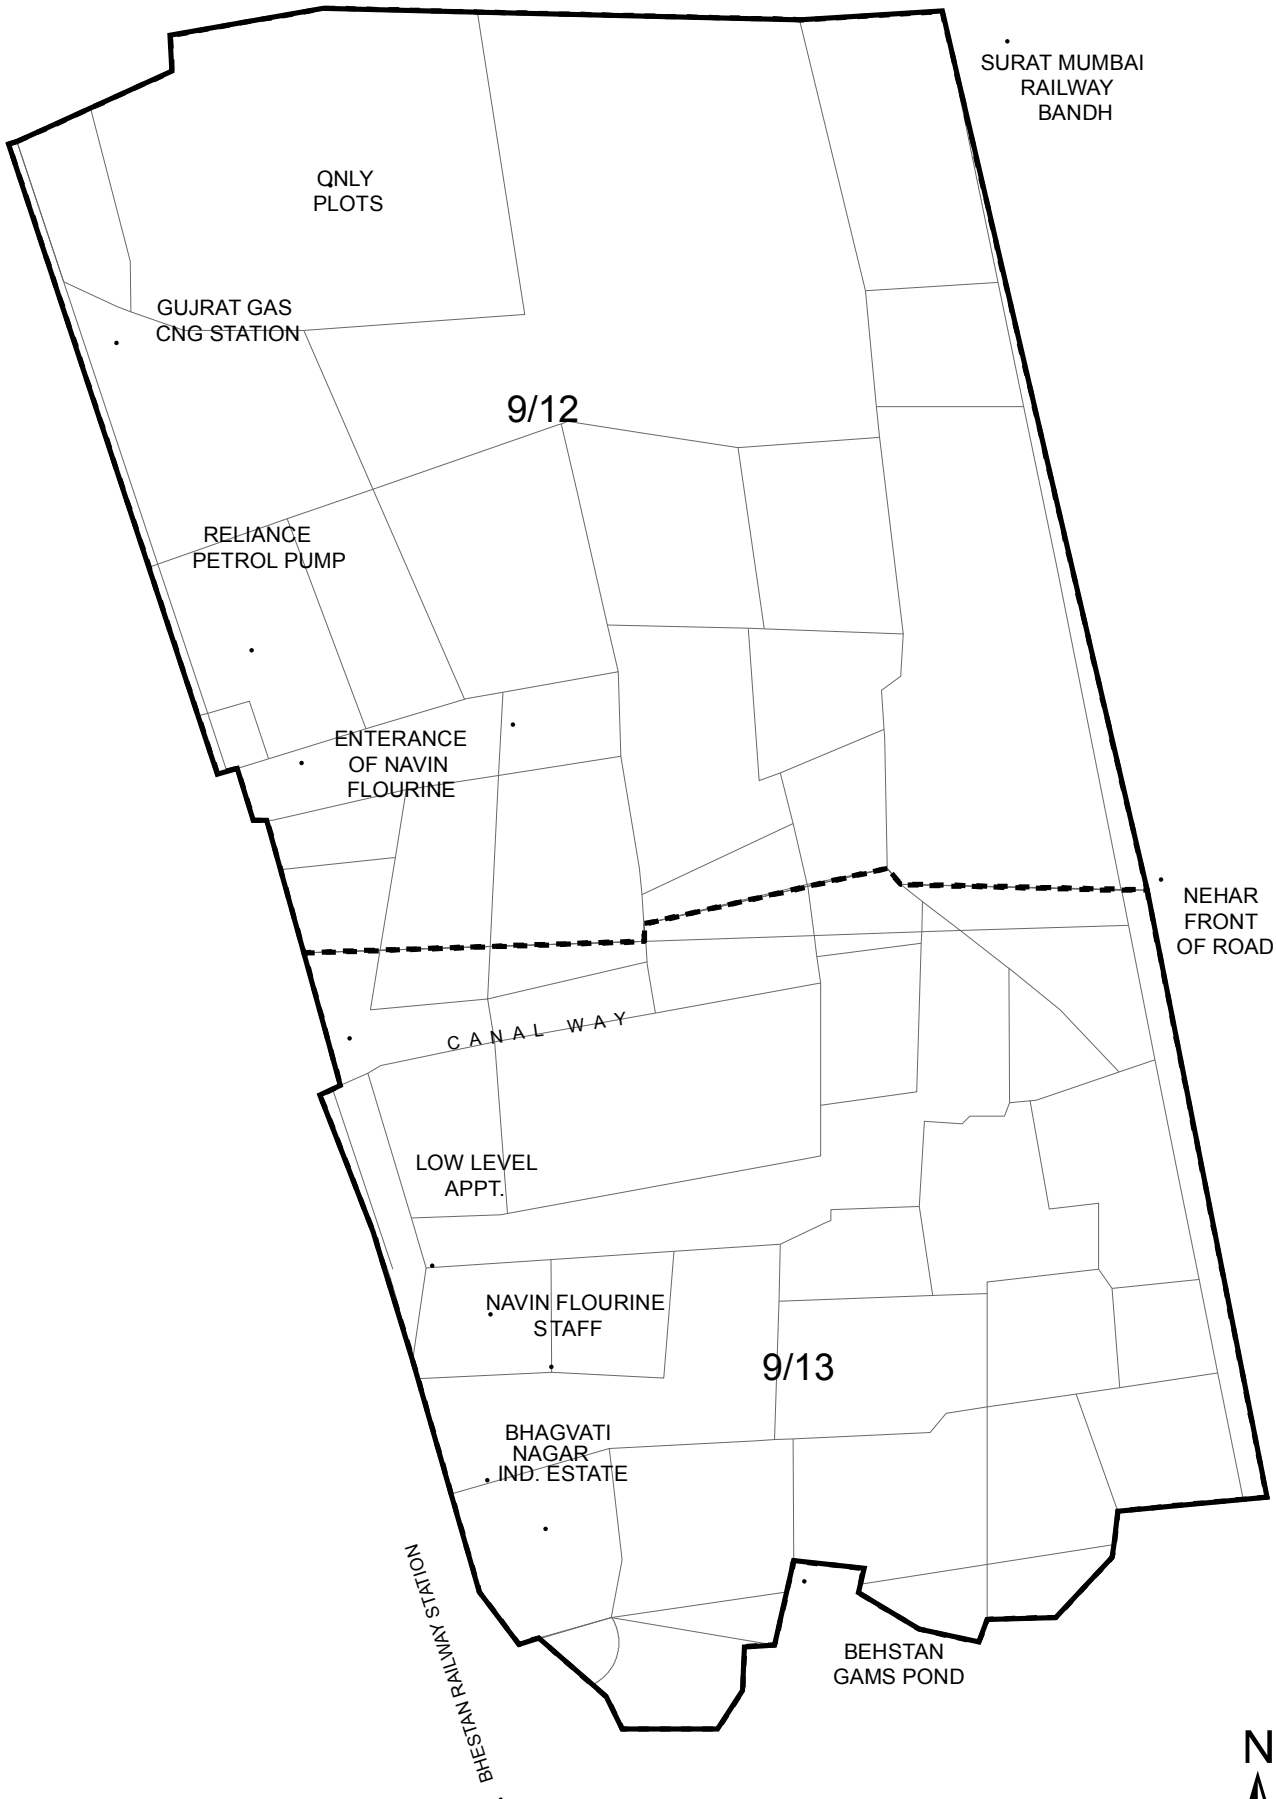 SURAT MUMBAI
RAILWAY
BANDH
ONLY
PLOTS
GUJRAT GAS
CNG STATION
9/12
RELIANCE
PETROL PUMP
ENTERANCE
OF NAVIN
FLOURINE
NEHAR
FRONT
OF ROAD
CANAL WAY
LOW LEVEL
APPT.
NAVIN FLOURINE
STAFF
9/13
BHAGVATI
NAGAR
IND. ESTATE
BHESTAN RAILWAY STATION
BEHSTAN
GAMS POND
N